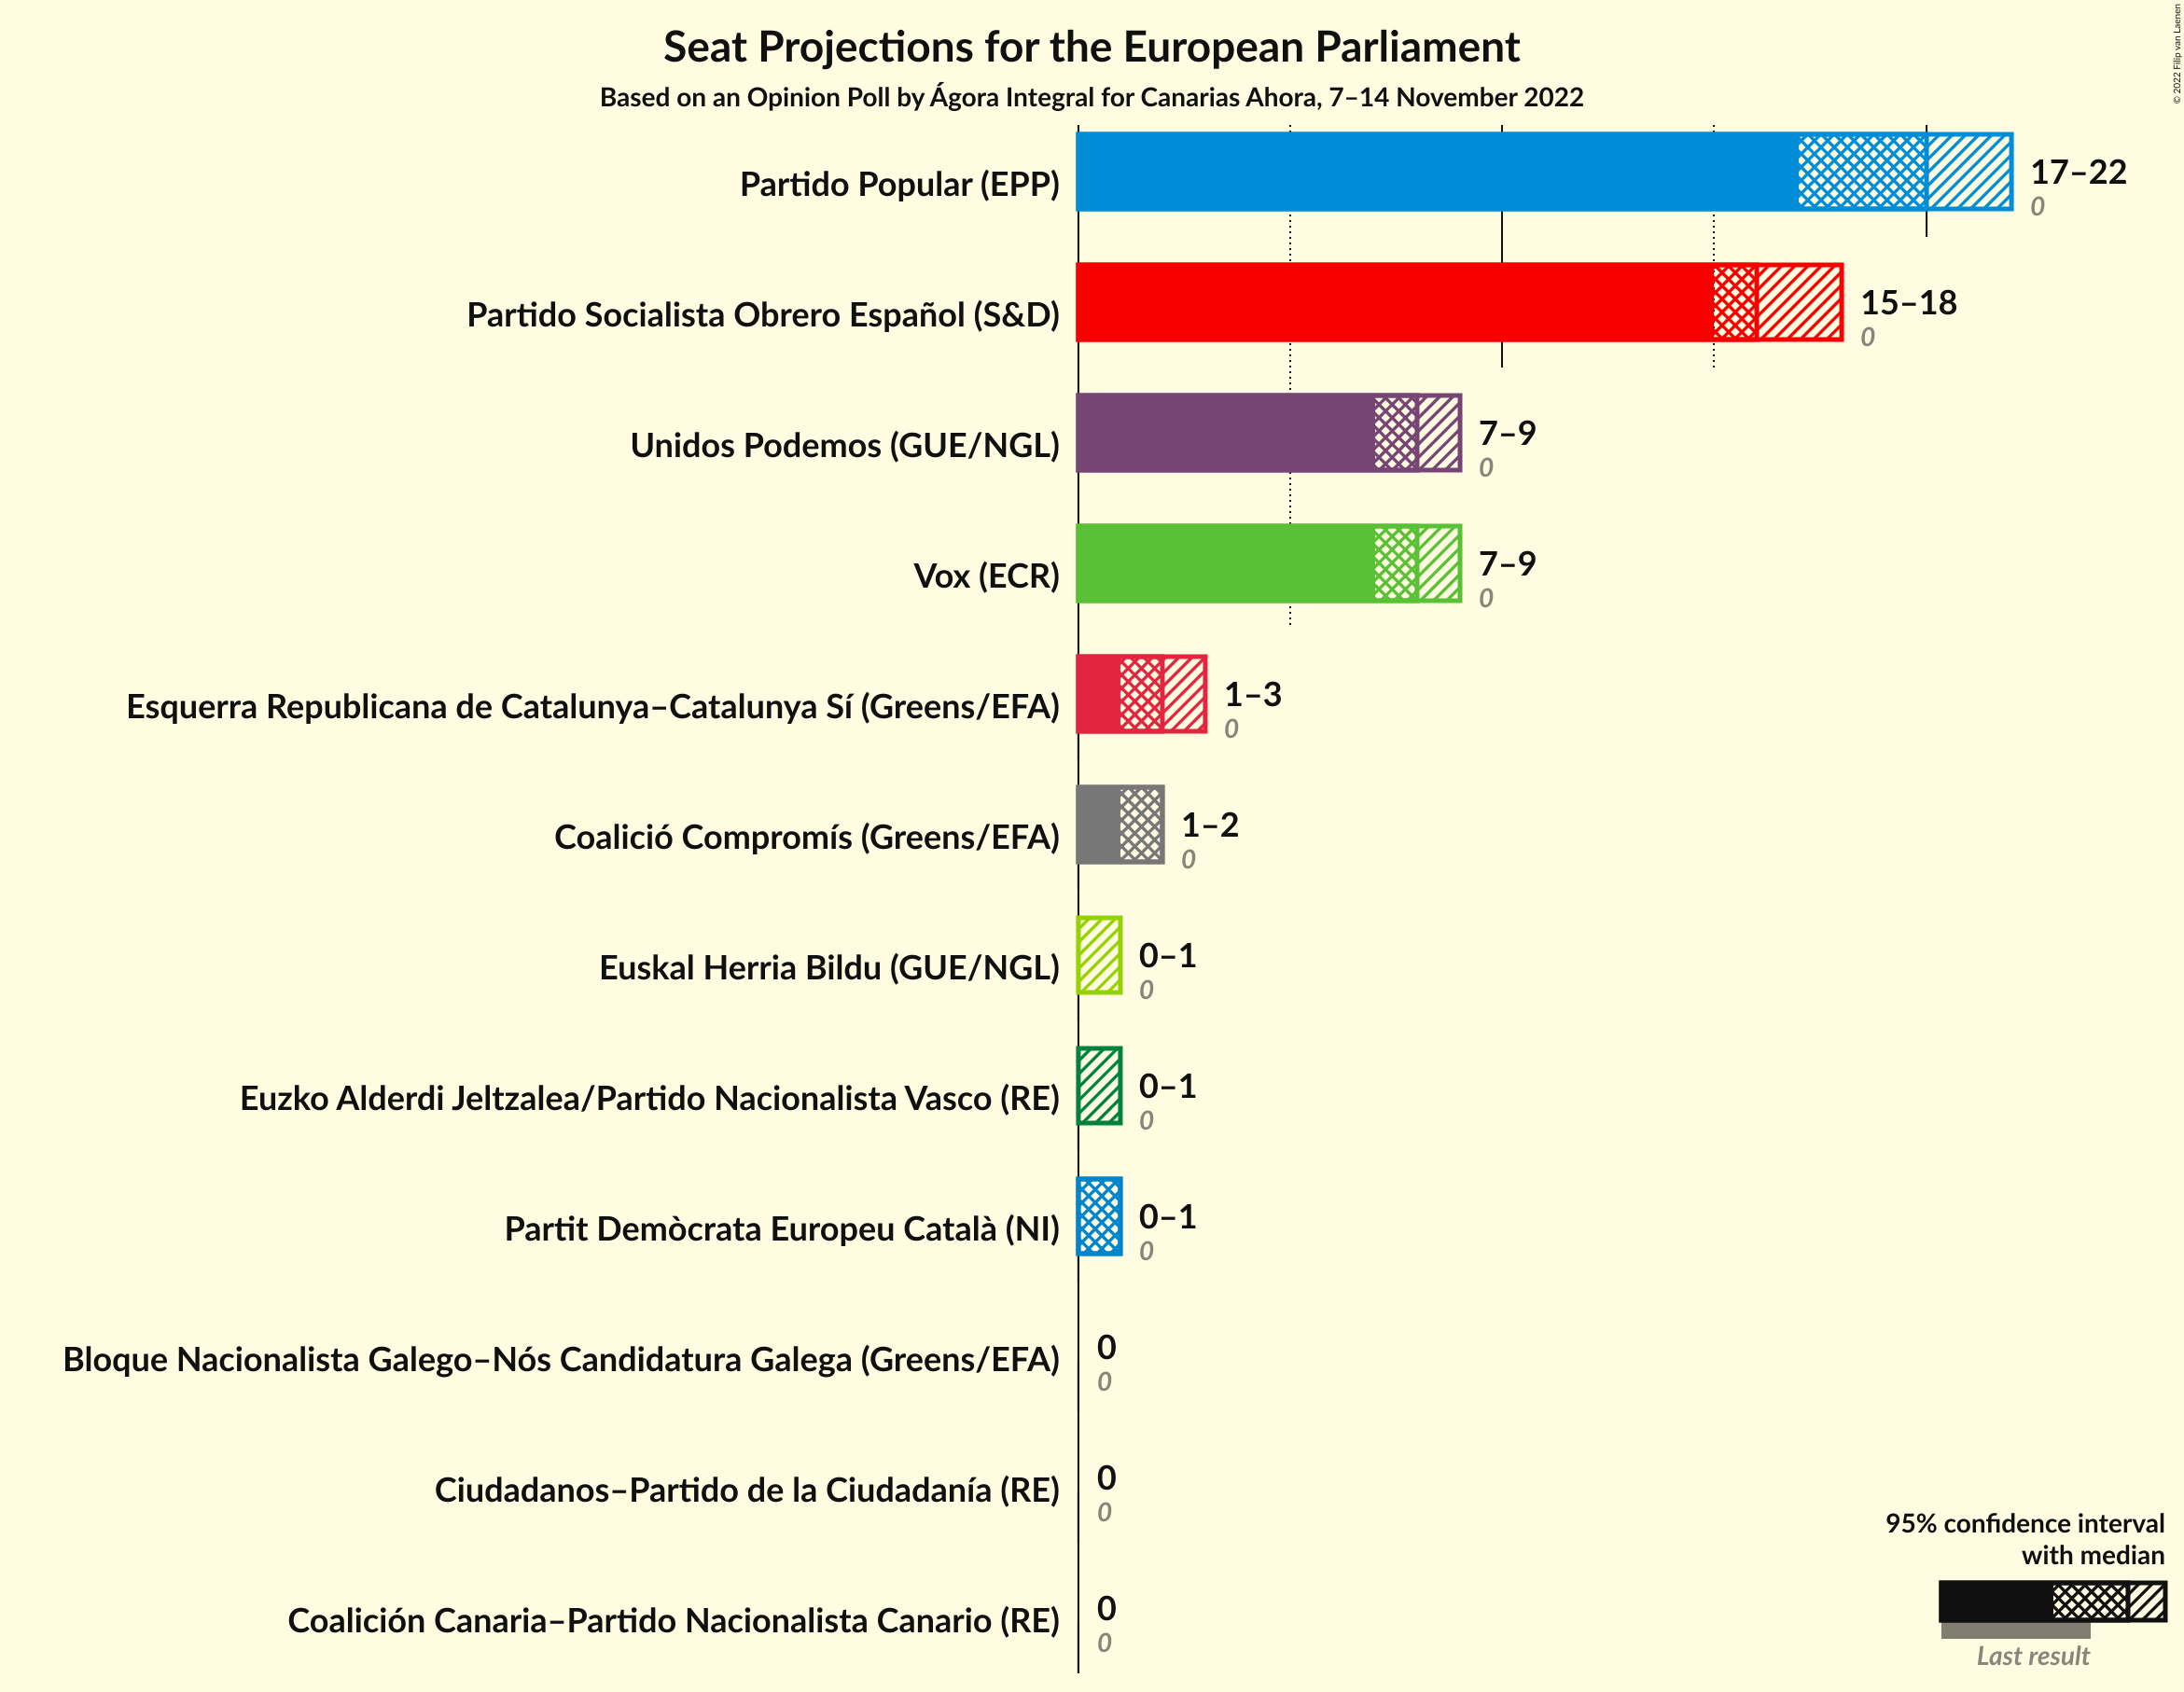 Seat Projections for the European Parliament
Based on an Opinion Poll by Ágora Integral for Canarias Ahora, 7–14 November 2022
© 2022 Filip van Laenen
Partido Popular (EPP)
17–22
0
Partido Socialista Obrero Español (S&D)
15–18
0
Unidos Podemos (GUE/NGL)
7–9
0
Vox (ECR)
7–9
0
Esquerra Republicana de Catalunya–Catalunya Sí (Greens/EFA)
1–3
0
Coalició Compromís (Greens/EFA)
1–2
0
Euskal Herria Bildu (GUE/NGL)
0–1
0
Euzko Alderdi Jeltzalea/Partido Nacionalista Vasco (RE)
0–1
0
Partit Demòcrata Europeu Català (NI)
0–1
0
Bloque Nacionalista Galego–Nós Candidatura Galega (Greens/EFA)
0
0
Ciudadanos–Partido de la Ciudadanía (RE)
0
0
Coalición Canaria–Partido Nacionalista Canario (RE)
0
0
95% confidence interval
with median
Last result